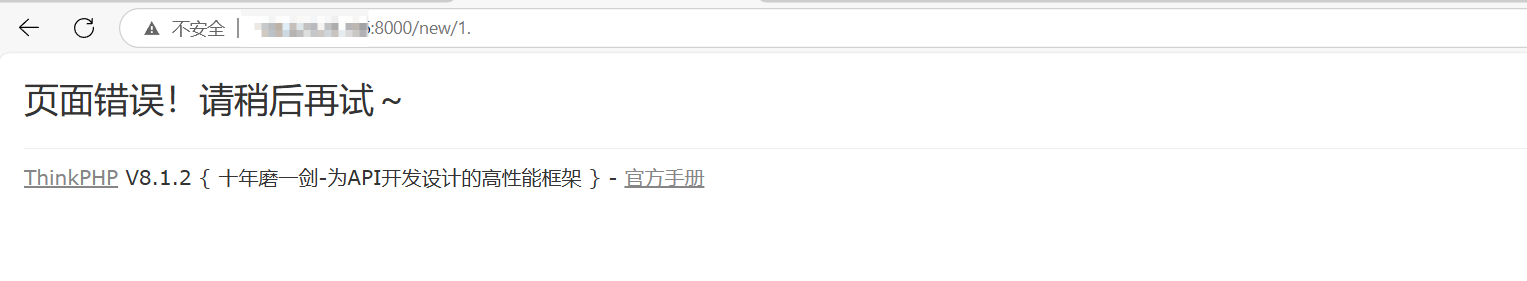 不安全 | :8000/new/1.
页面错误！请稍后再试～
ThinkPHP V8.1.2 { 十年磨一剑-为API开发设计的高性能框架 } - 官方手册